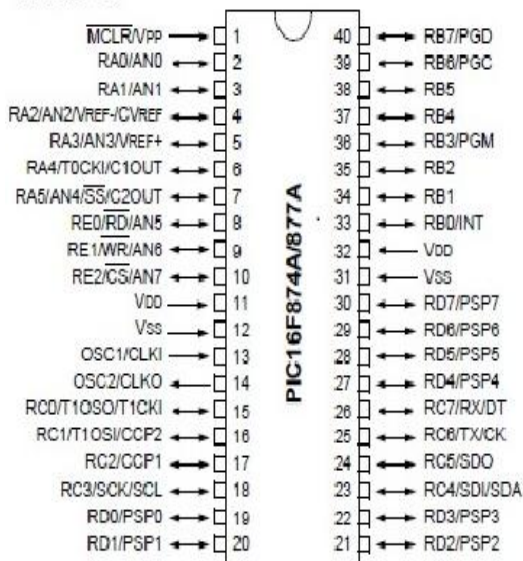 MCLR/VPP 1 40 RB7/PGD
RA0/AN0 2 39 RB6/PGC
RA1/AN1 3 38 RB5
RA2/AN2/VREF-/CVREF 4 37 RB4
RA3/AN3/VREF+ 5 36 RB3/PGM
RA4/T0CKI/C1OUT 6 35 RB2
RA5/AN4/SS/C2OUT 7 34 RB1
RE0/RD/AN5 8 33 RB0/INT
RE1/WR/AN6 9 32 VDD
RE2/CS/AN7 10 31 VSS
VDD 11 30 RD7/PSP7
VSS 12 29 RD6/PSP6
OSC1/CLKI 13 28 RD5/PSP5
OSC2/CLKO 14 27 RD4/PSP4
RC0/T1OSO/T1CKI 15 26 RC7/RX/DT
RC1/T1OSI/CCP2 16 25 RC6/TX/CK
RC2/CCP1 17 24 RC5/SDO
RC3/SCK/SCL 18 23 RC4/SDI/SDA
RD0/PSP0 19 22 RD3/PSP3
RD1/PSP1 20 21 RD2/PSP2
PIC16F874A/877A